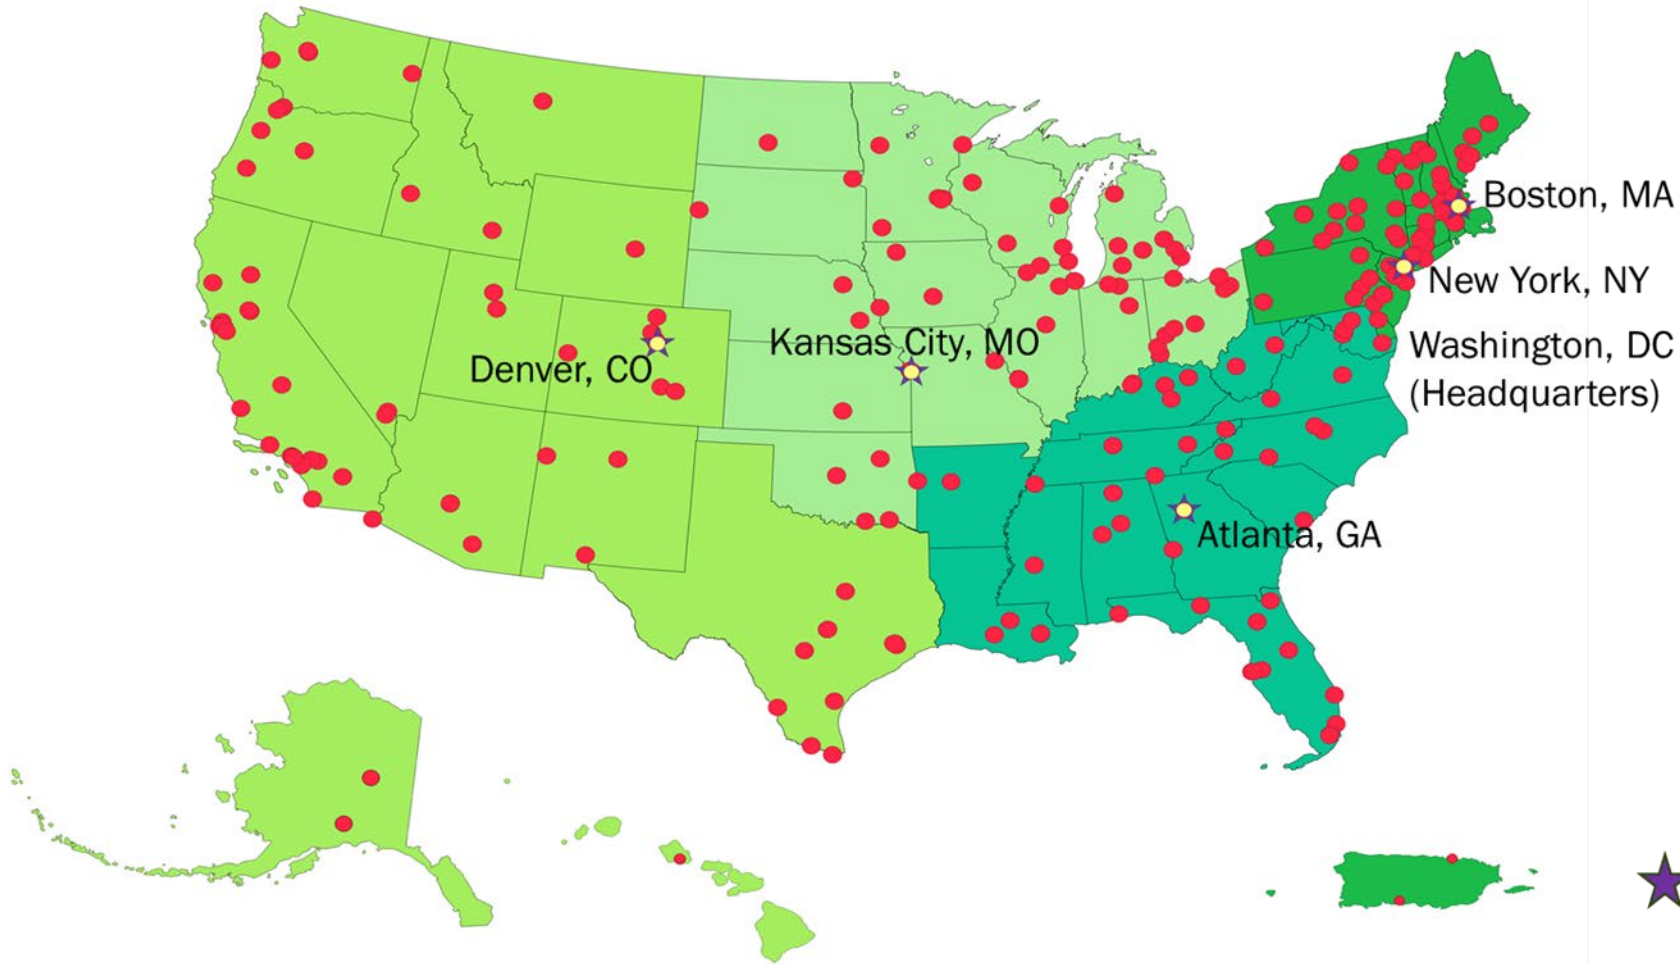 Boston, MA
New York, NY
Kansas City, MO
Washington, DC
(Headquarters)
Denver, CO
Atlanta, GA